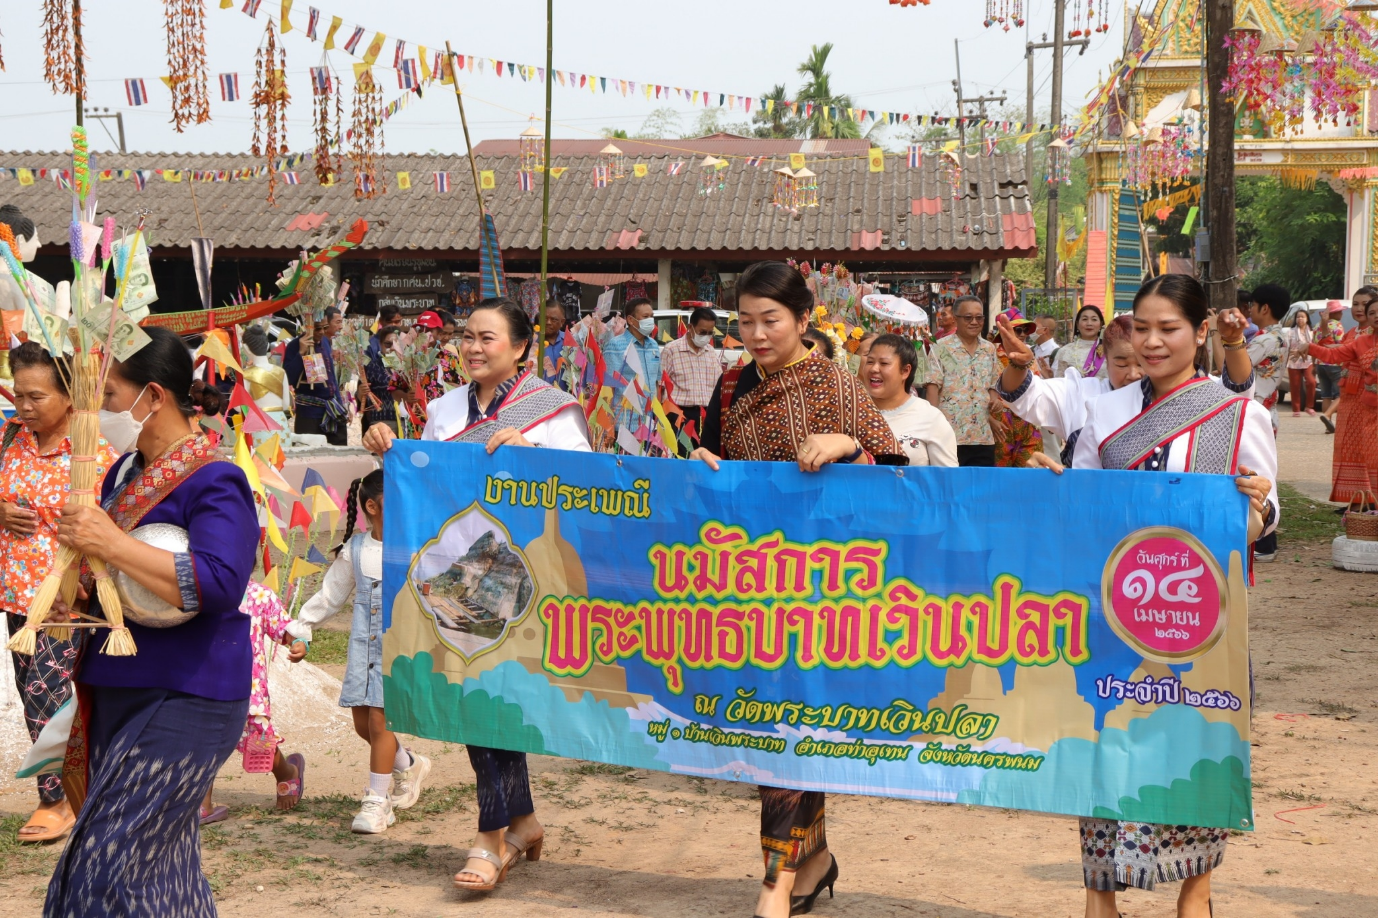 งานประเพณี
นมัสการ
พระพุทธบาทเวินปลา
ณ วัดพระบาทเวินปลา
หมู่ ๑ บ้านเวินพระบาท อำเภอท่าอุเทน จังหวัดนครพนม
วันศุกร์ ที่
๑๔
เมษายน
๒๕๖๖
ประจำปี ๒๕๖๖